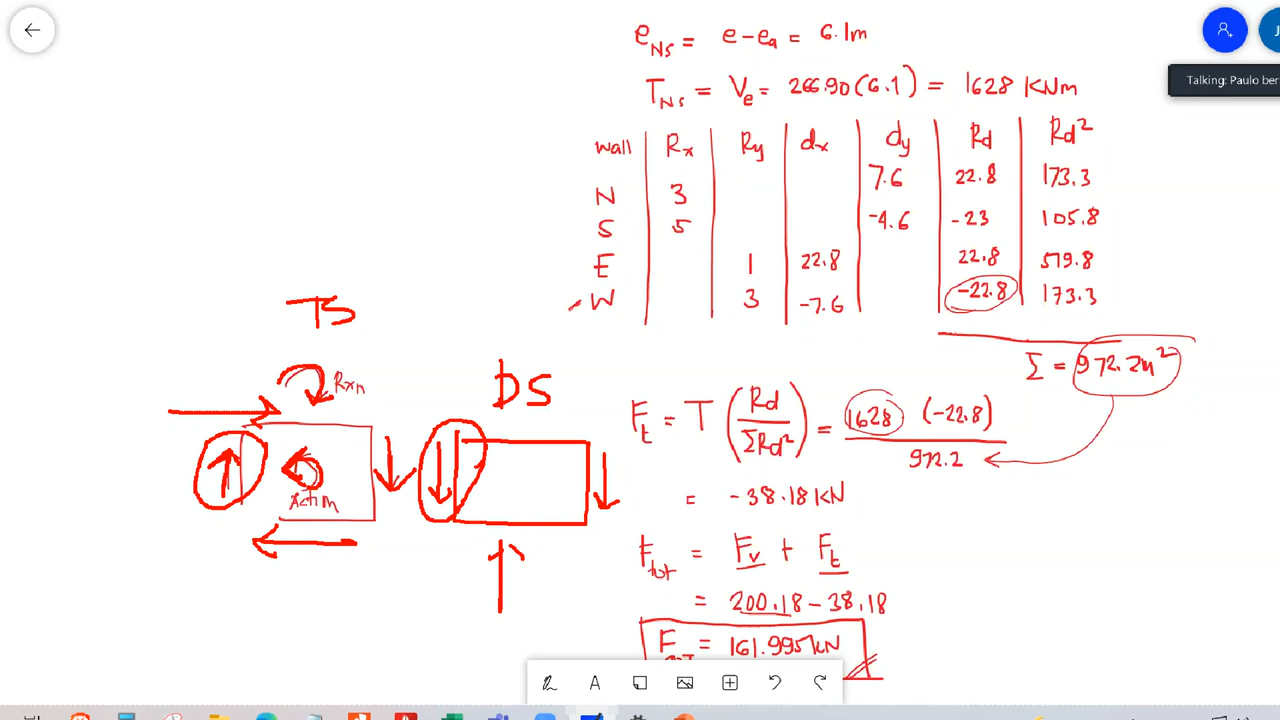 e_NS = e - e_a = 6.1m
Talking: Paulo ber
T_NS = V_e = 266.90(6.1) = 1628 KNm
wall | Rx | Ry | dx | dy | Rd | Rd²
N | 3 | | | 7.6 | 22.8 | 173.3
S | 5 | | | -4.6 | -23 | 105.8
E | | 1 | 22.8 | | 22.8 | 519.8
W | | 3 | -7.6 | | -22.8 | 173.3
Σ = 972.2
TS
Rxn
Action
DS
F_t = T (Rd / ΣRd²) = 1628 (-22.8) / 972.2
= -38.18 KN
F_tot = F_v + F_t
= 200.18 - 38.18
= 161.995 kN